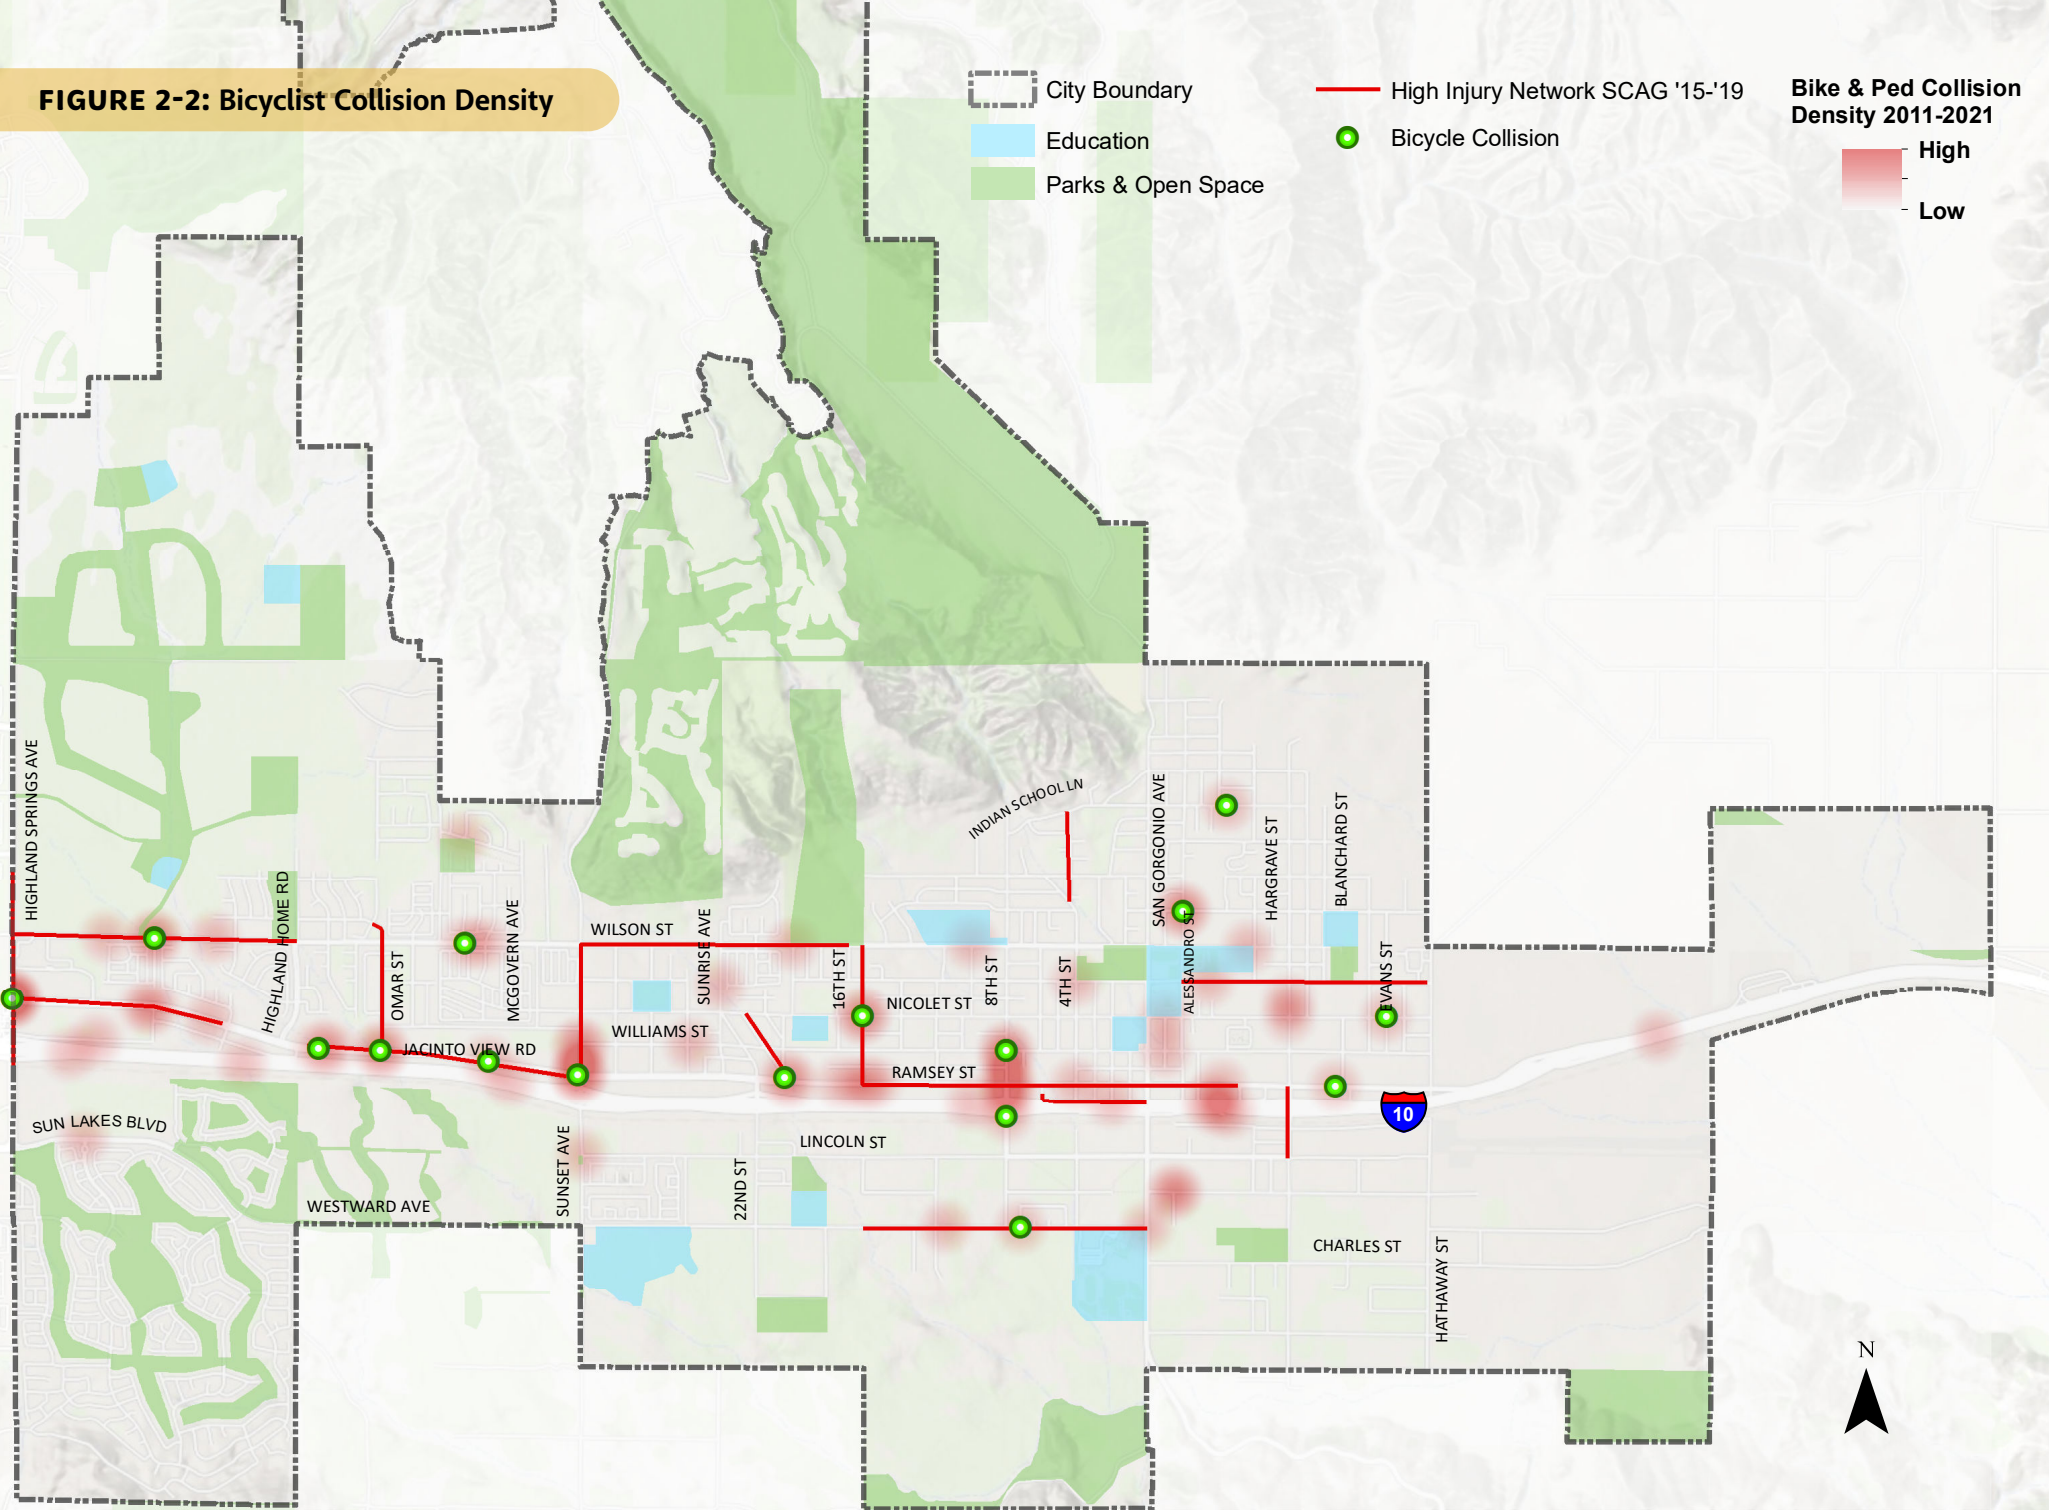 FIGURE 2-2: Bicyclist Collision Density
City Boundary
Education
Parks & Open Space
High Injury Network SCAG '15-'19
Bicycle Collision
Bike & Ped Collision
Density 2011-2021
High
Low
HIGHLAND SPRINGS AVE
HIGHLAND HOME RD
OMAR ST
MCGOVERN AVE
JACINTO VIEW RD
SUN LAKES BLVD
WESTWARD AVE
SUNSET AVE
WILSON ST
SUNRISE AVE
WILLIAMS ST
22ND ST
16TH ST
NICOLET ST
RAMSEY ST
LINCOLN ST
8TH ST
4TH ST
INDIAN SCHOOL LN
SAN GORGONIO AVE
ALESSANDRO ST
HARGRAVE ST
BLANCHARD ST
EVANS ST
10
CHARLES ST
HATHAWAY ST
N